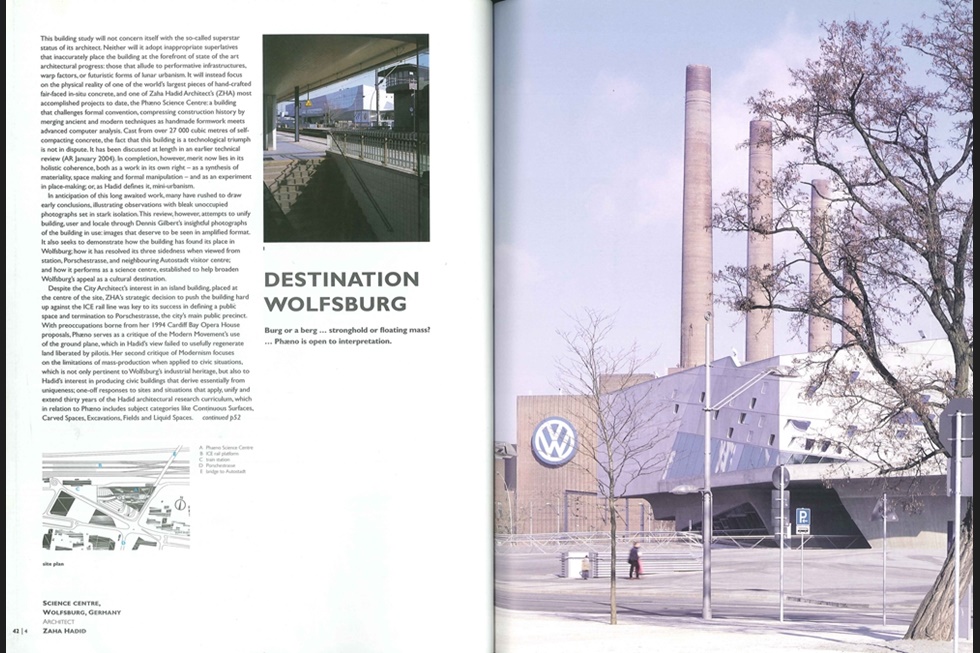 This building study will not concern itself with the so-called superstar
status of its architect. Neither will it adopt inappropriate superlatives
that inaccurately place the building at the forefront of state of the art
architectural progress: those that allude to performative infrastructures,
warp factors, or futuristic forms of lunar urbanism. It will instead focus
on the physical reality of one of the world's largest pieces of hand-crafted
fair-faced in-situ concrete, and one of Zaha Hadid Architect's (ZHA) most
accomplished projects to date, the Phæno Science Centre: a building
that challenges formal convention, compressing construction history by
merging ancient and modern techniques as handmade formwork meets
advanced computer analysis. Cast from over 27 000 cubic metres of self-
compacting concrete, the fact that this building is a technological triumph
is not in dispute. It has been discussed at length in an earlier technical
review (AR January 2004). In completion, however, merit now lies in its
holistic coherence, both as a work in its own right – as a synthesis of
materiality, space making and formal manipulation – and as an experiment
in place-making; or, as Hadid defines it, mini-urbanism.
In anticipation of this long awaited work, many have rushed to draw
early conclusions, illustrating observations with bleak unoccupied
photographs set in stark isolation. This review, however, attempts to unify
building, user and locale through Dennis Gilbert's insightful photographs
of the building in use: images that deserve to be seen in amplified format.
It also seeks to demonstrate how the building has found its place in
Wolfsburg; how it has resolved its three sidedness when viewed from
station, Porschestrasse, and neighbouring Autostadt visitor centre;
and how it performs as a science centre, established to help broaden
Wolfsburg's appeal as a cultural destination.
Despite the City Architect's interest in an island building, placed at
the centre of the site, ZHA's strategic decision to push the building hard
up against the ICE rail line was key to its success in defining a public
space and termination to Porschestrasse, the city's main public precinct.
With preoccupations borne from her 1994 Cardiff Bay Opera House
proposals, Phæno serves as a critique of the Modern Movement's use
of the ground plane, which in Hadid's view failed to usefully regenerate
land liberated by pilotis. Her second critique of Modernism focuses
on the limitations of mass-production when applied to civic situations,
which is not only pertinent to Wolfsburg's industrial heritage, but also to
Hadid's interest in producing civic buildings that derive essentially from
uniqueness; one-off responses to sites and situations that apply, unify and
extend thirty years of the Hadid architectural research curriculum, which
in relation to Phæno includes subject categories like Continuous Surfaces,
Carved Spaces, Excavations, Fields and Liquid Spaces. continued p52
DESTINATION
WOLFSBURG
Burg or a berg ... stronghold or floating mass?
... Phæno is open to interpretation.
A Phæno Science Centre
B ICE rail platform
C train station
D Porschestrasse
E bridge to Autostadt
site plan
SCIENCE CENTRE,
WOLFSBURG, GERMANY
ARCHITECT
ZAHA HADID
42 | 4
VW
P